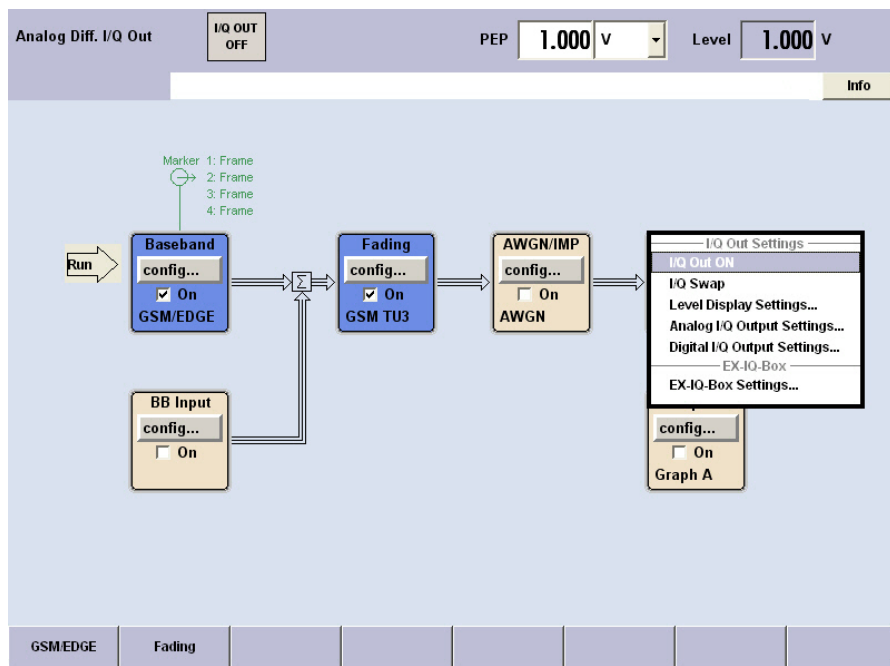 Analog Diff. I/Q Out
I/Q OUT
OFF
PEP 1.000 V
Level 1.000 V
Info
Marker 1: Frame
2: Frame
3: Frame
4: Frame
Run
Baseband
config...
On
GSM/EDGE
Fading
config...
On
GSM TU3
AWGN/IMP
config...
On
AWGN
I/Q Out Settings
I/Q Out ON
I/Q Swap
Level Display Settings...
Analog I/Q Output Settings...
Digital I/Q Output Settings...
EX-IQ-Box
EX-IQ-Box Settings...
BB Input
config...
On
config...
On
Graph A
GSM/EDGE
Fading